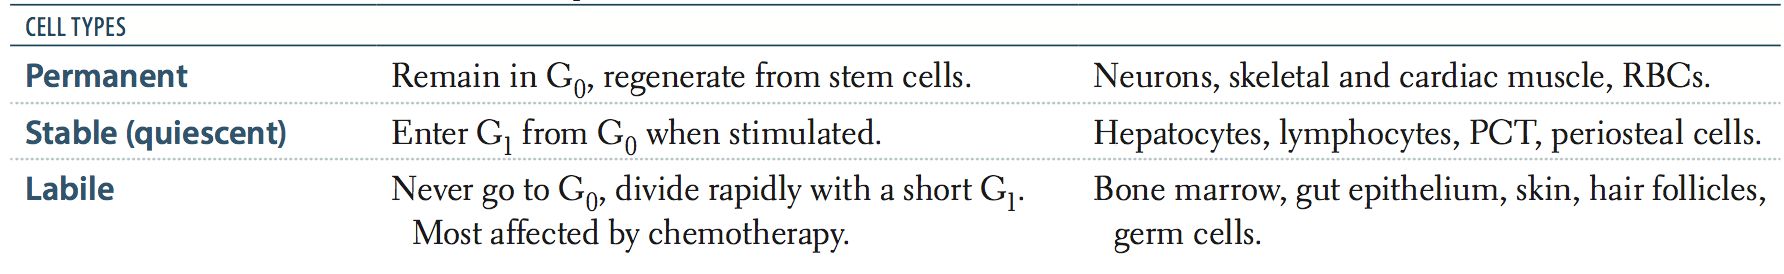 CELL TYPES
Permanent Remain in G0, regenerate from stem cells. Neurons, skeletal and cardiac muscle, RBCs.
Stable (quiescent) Enter G1 from G0 when stimulated. Hepatocytes, lymphocytes, PCT, periosteal cells.
Labile Never go to G0, divide rapidly with a short G1. Bone marrow, gut epithelium, skin, hair follicles,
Most affected by chemotherapy. germ cells.